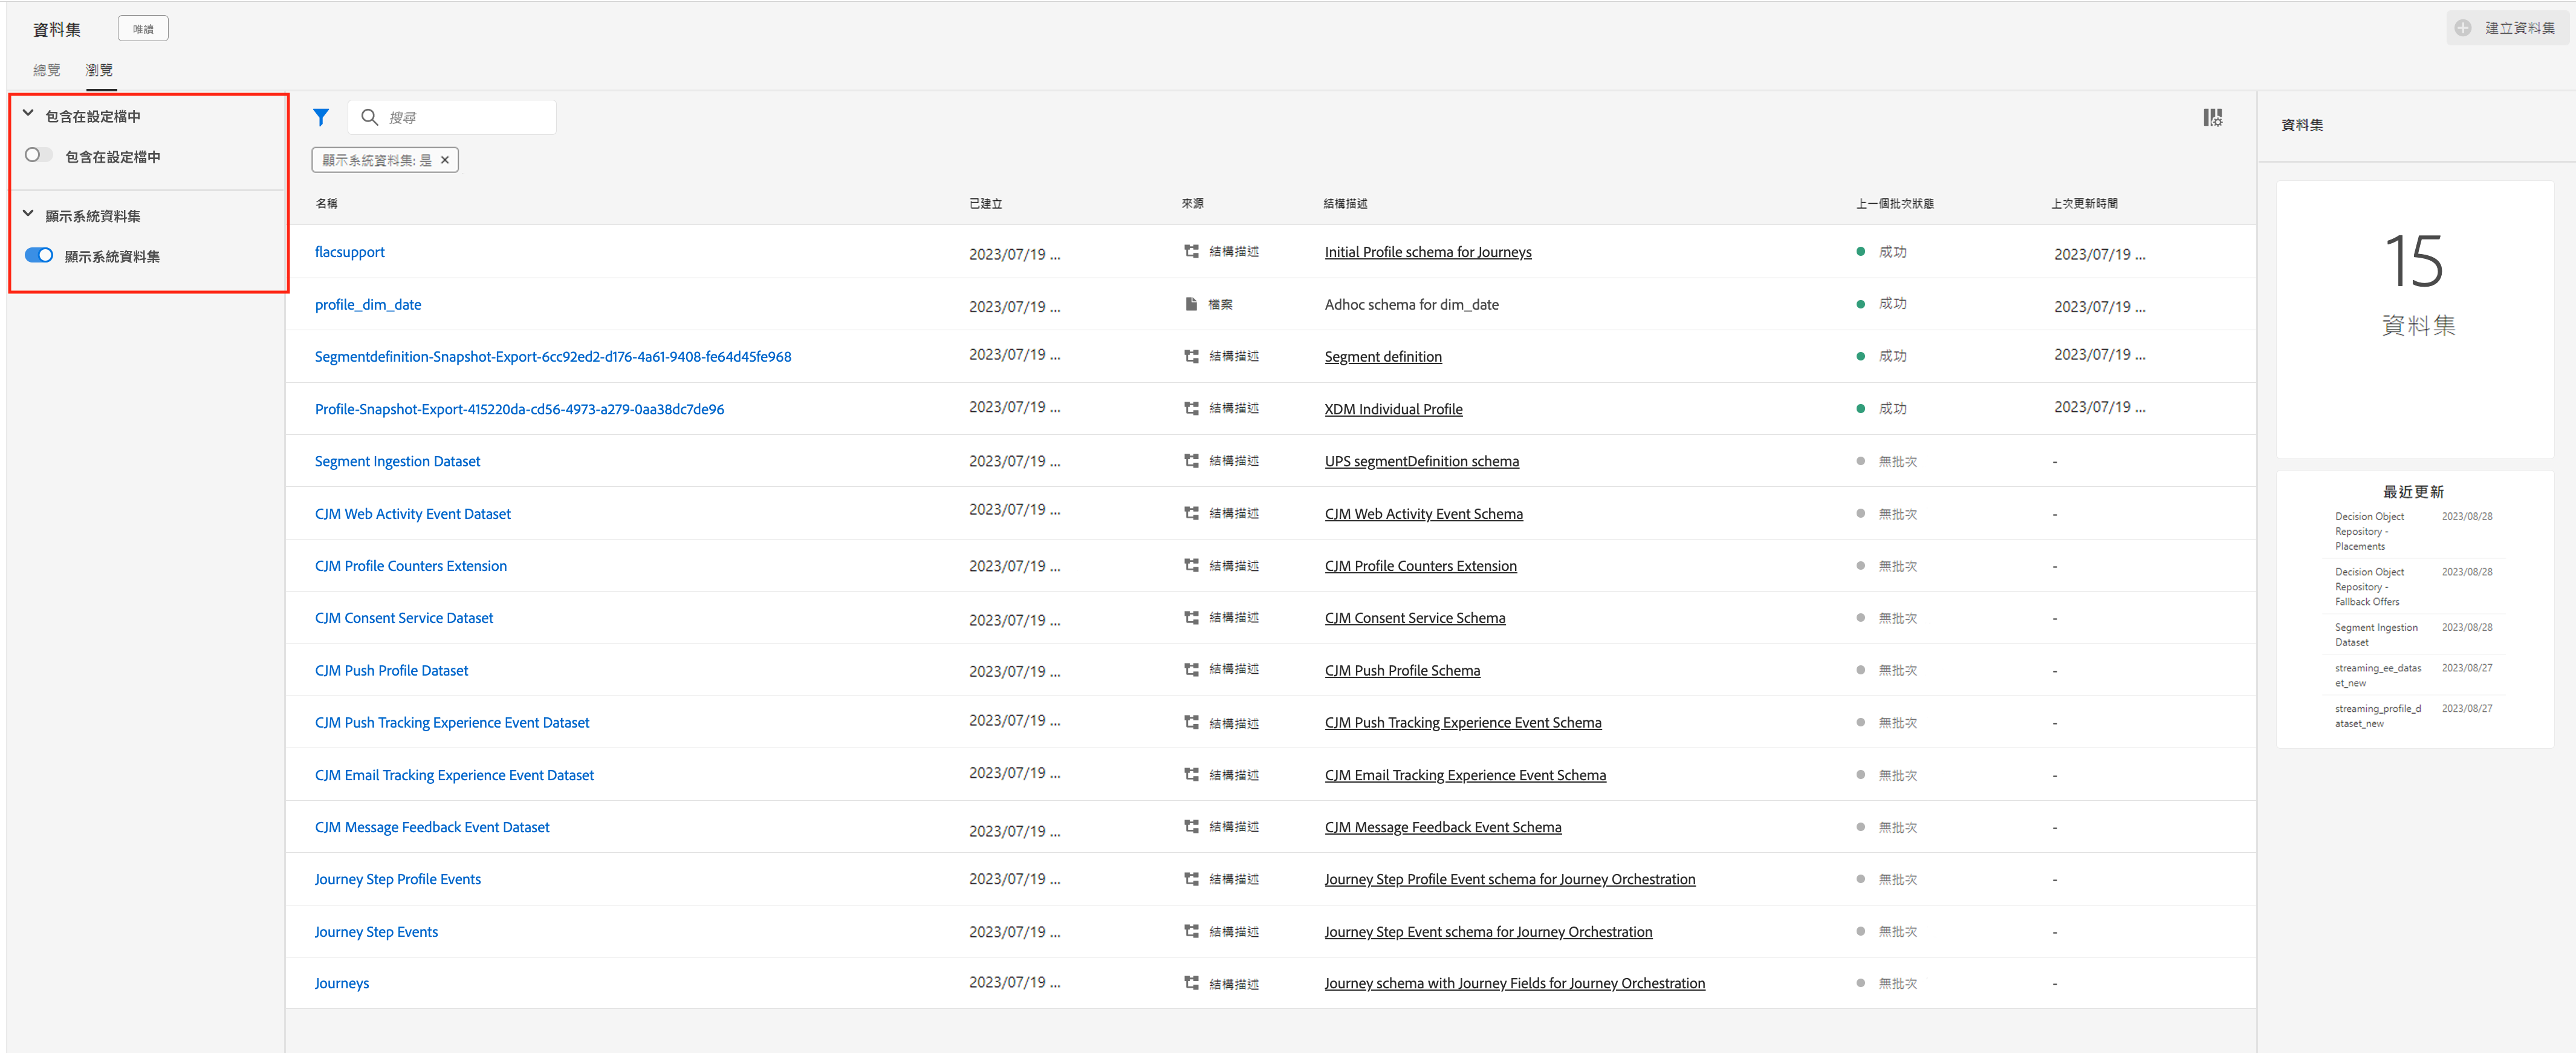 資料集 唯讀
建立資料集
總覽 瀏覽
包含在設定檔中
包含在設定檔中
顯示系統資料集
顯示系統資料集
搜尋
顯示系統資料集: 是 ×
名稱 已建立 來源 結構描述 上一個批次狀態 上次更新時間
flacsupport 2023/07/19 ... 結構描述 Initial Profile schema for Journeys 成功 2023/07/19 ...
profile_dim_date 2023/07/19 ... 檔案 Adhoc schema for dim_date 成功 2023/07/19 ...
Segmentdefinition-Snapshot-Export-6cc92ed2-d176-4a61-9408-fe64d45fe968 2023/07/19 ... 結構描述 Segment definition 成功 2023/07/19 ...
Profile-Snapshot-Export-415220da-cd56-4973-a279-0aa38dc7de96 2023/07/19 ... 結構描述 XDM Individual Profile 成功 2023/07/19 ...
Segment Ingestion Dataset 2023/07/19 ... 結構描述 UPS segmentDefinition schema 無批次 -
CJM Web Activity Event Dataset 2023/07/19 ... 結構描述 CJM Web Activity Event Schema 無批次 -
CJM Profile Counters Extension 2023/07/19 ... 結構描述 CJM Profile Counters Extension 無批次 -
CJM Consent Service Dataset 2023/07/19 ... 結構描述 CJM Consent Service Schema 無批次 -
CJM Push Profile Dataset 2023/07/19 ... 結構描述 CJM Push Profile Schema 無批次 -
CJM Push Tracking Experience Event Dataset 2023/07/19 ... 結構描述 CJM Push Tracking Experience Event Schema 無批次 -
CJM Email Tracking Experience Event Dataset 2023/07/19 ... 結構描述 CJM Email Tracking Experience Event Schema 無批次 -
CJM Message Feedback Event Dataset 2023/07/19 ... 結構描述 CJM Message Feedback Event Schema 無批次 -
Journey Step Profile Events 2023/07/19 ... 結構描述 Journey Step Profile Event schema for Journey Orchestration 無批次 -
Journey Step Events 2023/07/19 ... 結構描述 Journey Step Event schema for Journey Orchestration 無批次 -
Journeys 2023/07/19 ... 結構描述 Journey schema with Journey Fields for Journey Orchestration 無批次 -
資料集
15
資料集
最近更新
Decision Object 2023/08/28
Repository -
Placements
Decision Object 2023/08/28
Repository -
Fallback Offers
Segment Ingestion 2023/08/28
Dataset
streaming_ee_datas 2023/08/27
et_new
streaming_profile_d 2023/08/27
ataset_new